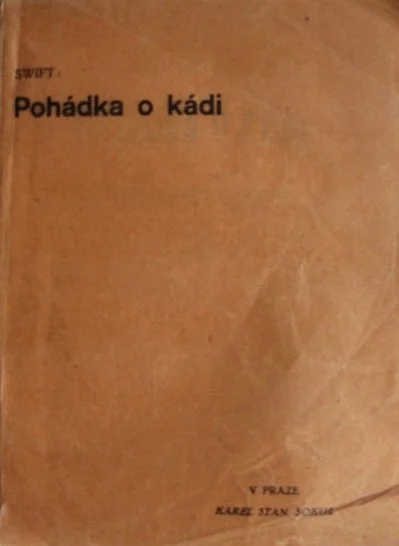 SWIFT:
Pohádka o kádi
V PRAZE
KAREL STAN. SOKOL